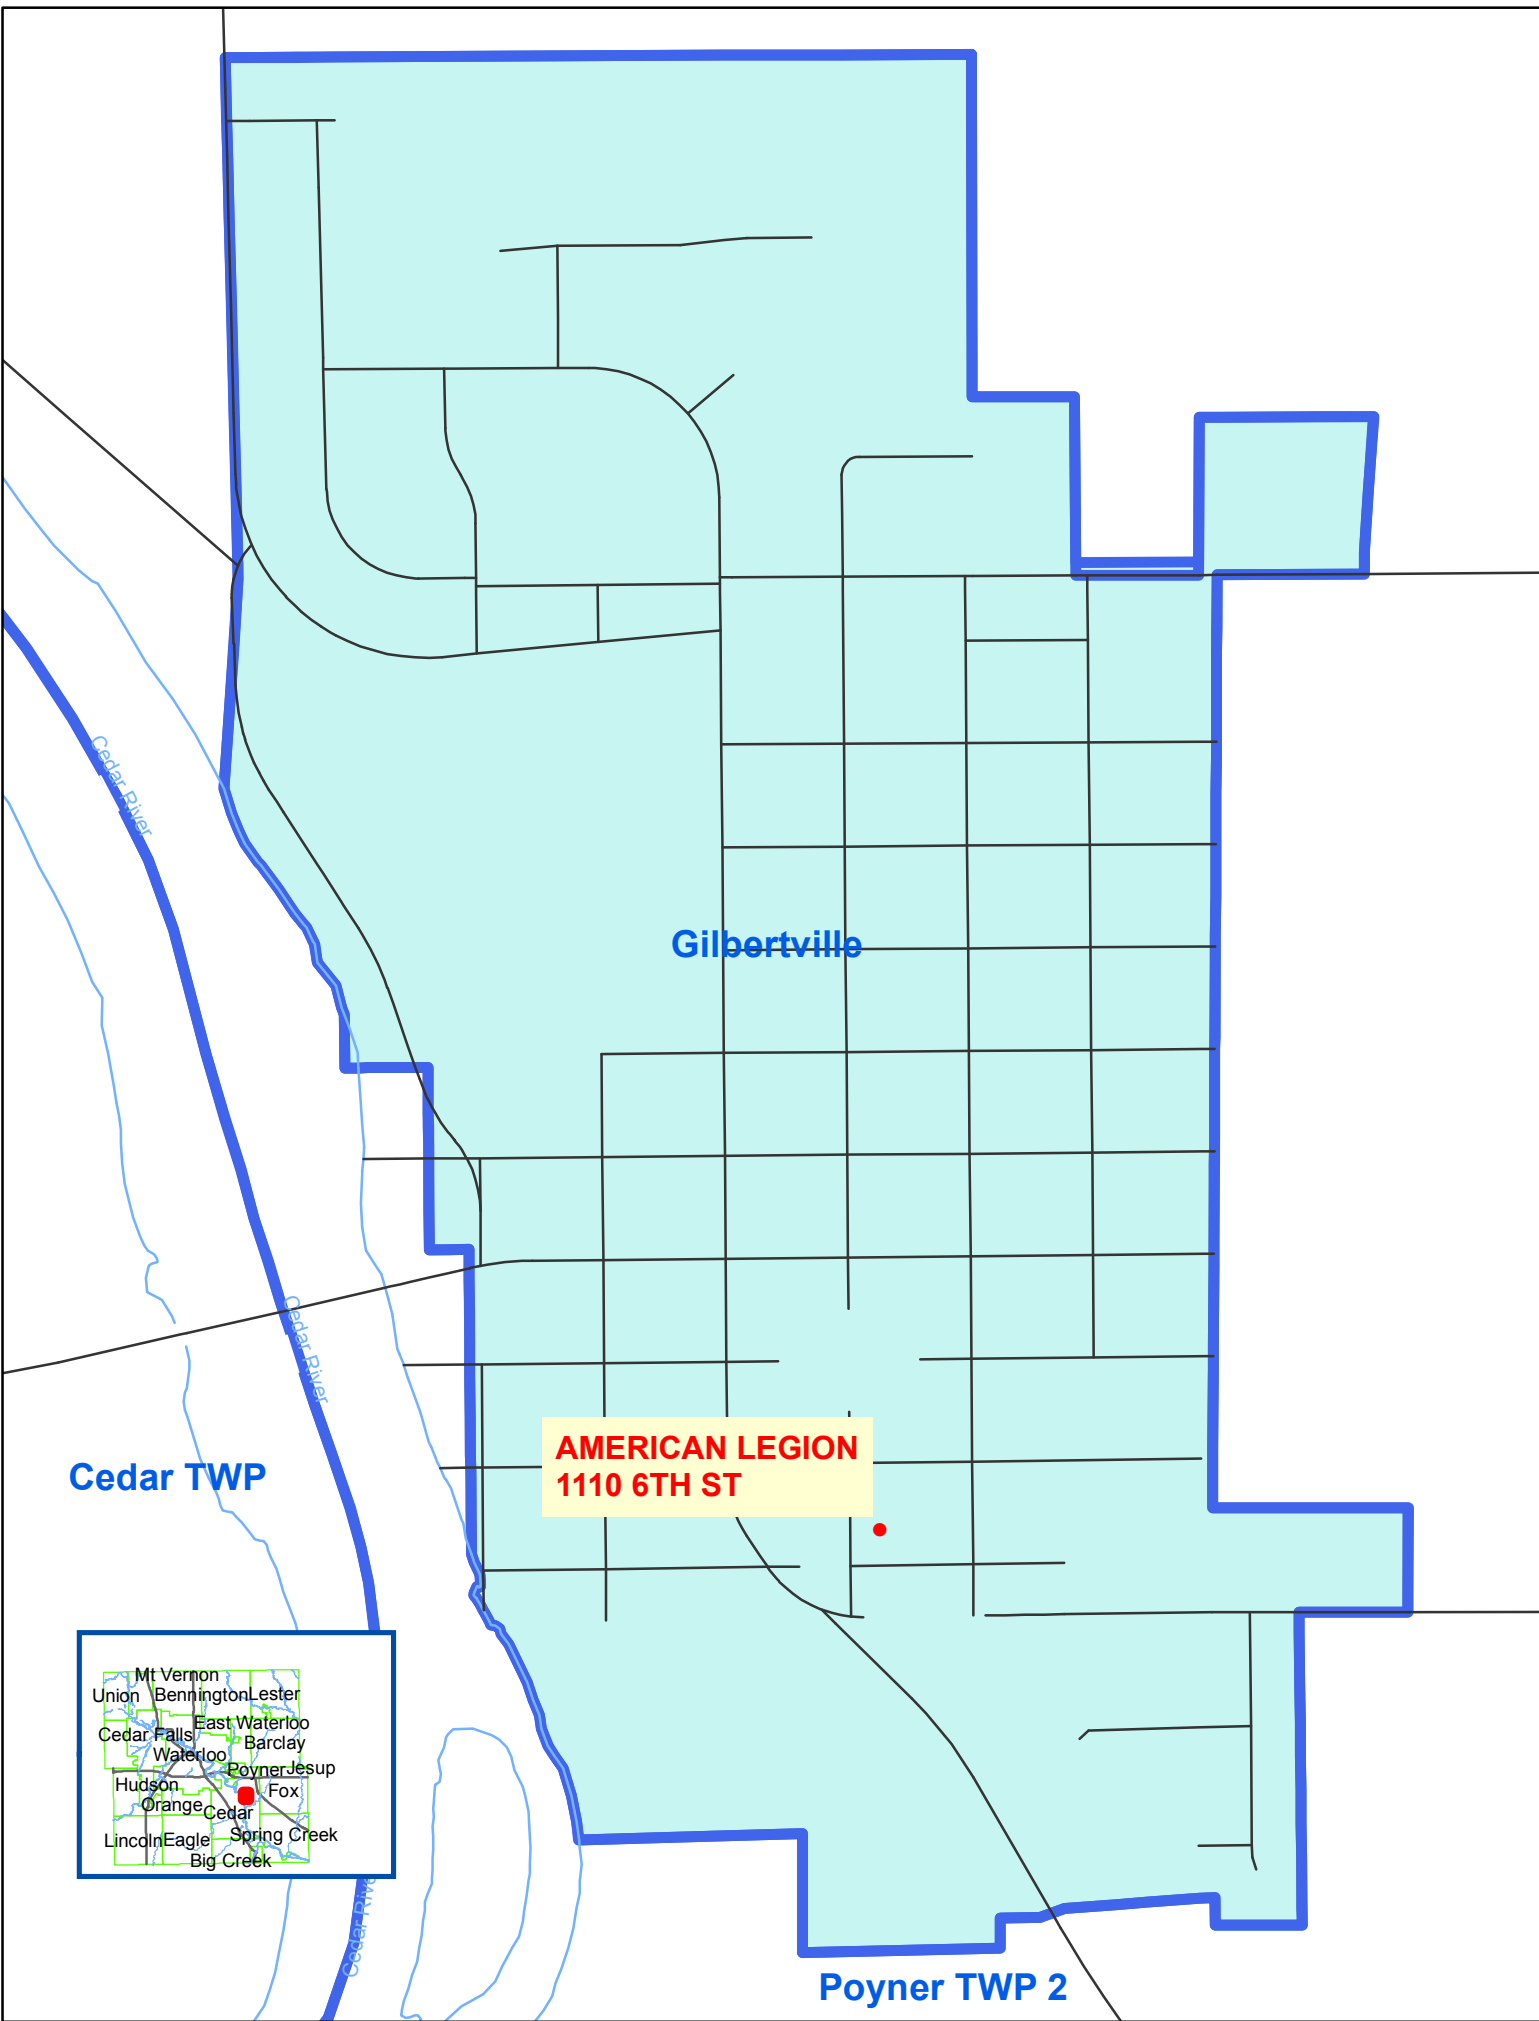 Cedar River
Gilbertville
Cedar River
AMERICAN LEGION
1110 6TH ST
Cedar TWP
Mt Vernon
Union
Bennington
Lester
East Waterloo
Cedar Falls
Barclay
Waterloo
Poyner
Jesup
Hudson
Fox
Orange
Cedar
Lincoln
Eagle
Spring Creek
Big Creek
Cedar River
Poyner TWP 2